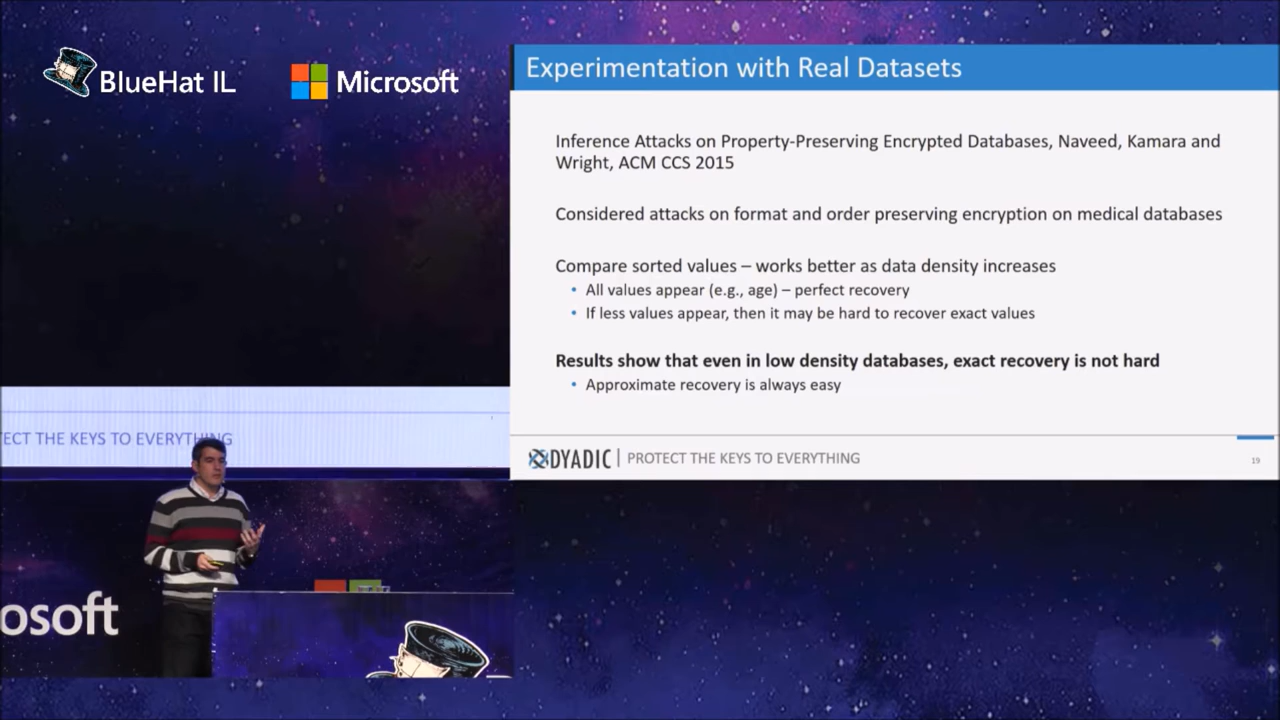 BlueHat IL
Microsoft
Experimentation with Real Datasets
Inference Attacks on Property-Preserving Encrypted Databases, Naveed, Kamara and
Wright, ACM CCS 2015
Considered attacks on format and order preserving encryption on medical databases
Compare sorted values – works better as data density increases
• All values appear (e.g., age) – perfect recovery
• If less values appear, then it may be hard to recover exact values
Results show that even in low density databases, exact recovery is not hard
• Approximate recovery is always easy
DYADIC | PROTECT THE KEYS TO EVERYTHING
19
ECT THE KEYS TO EVERYTHING
osoft